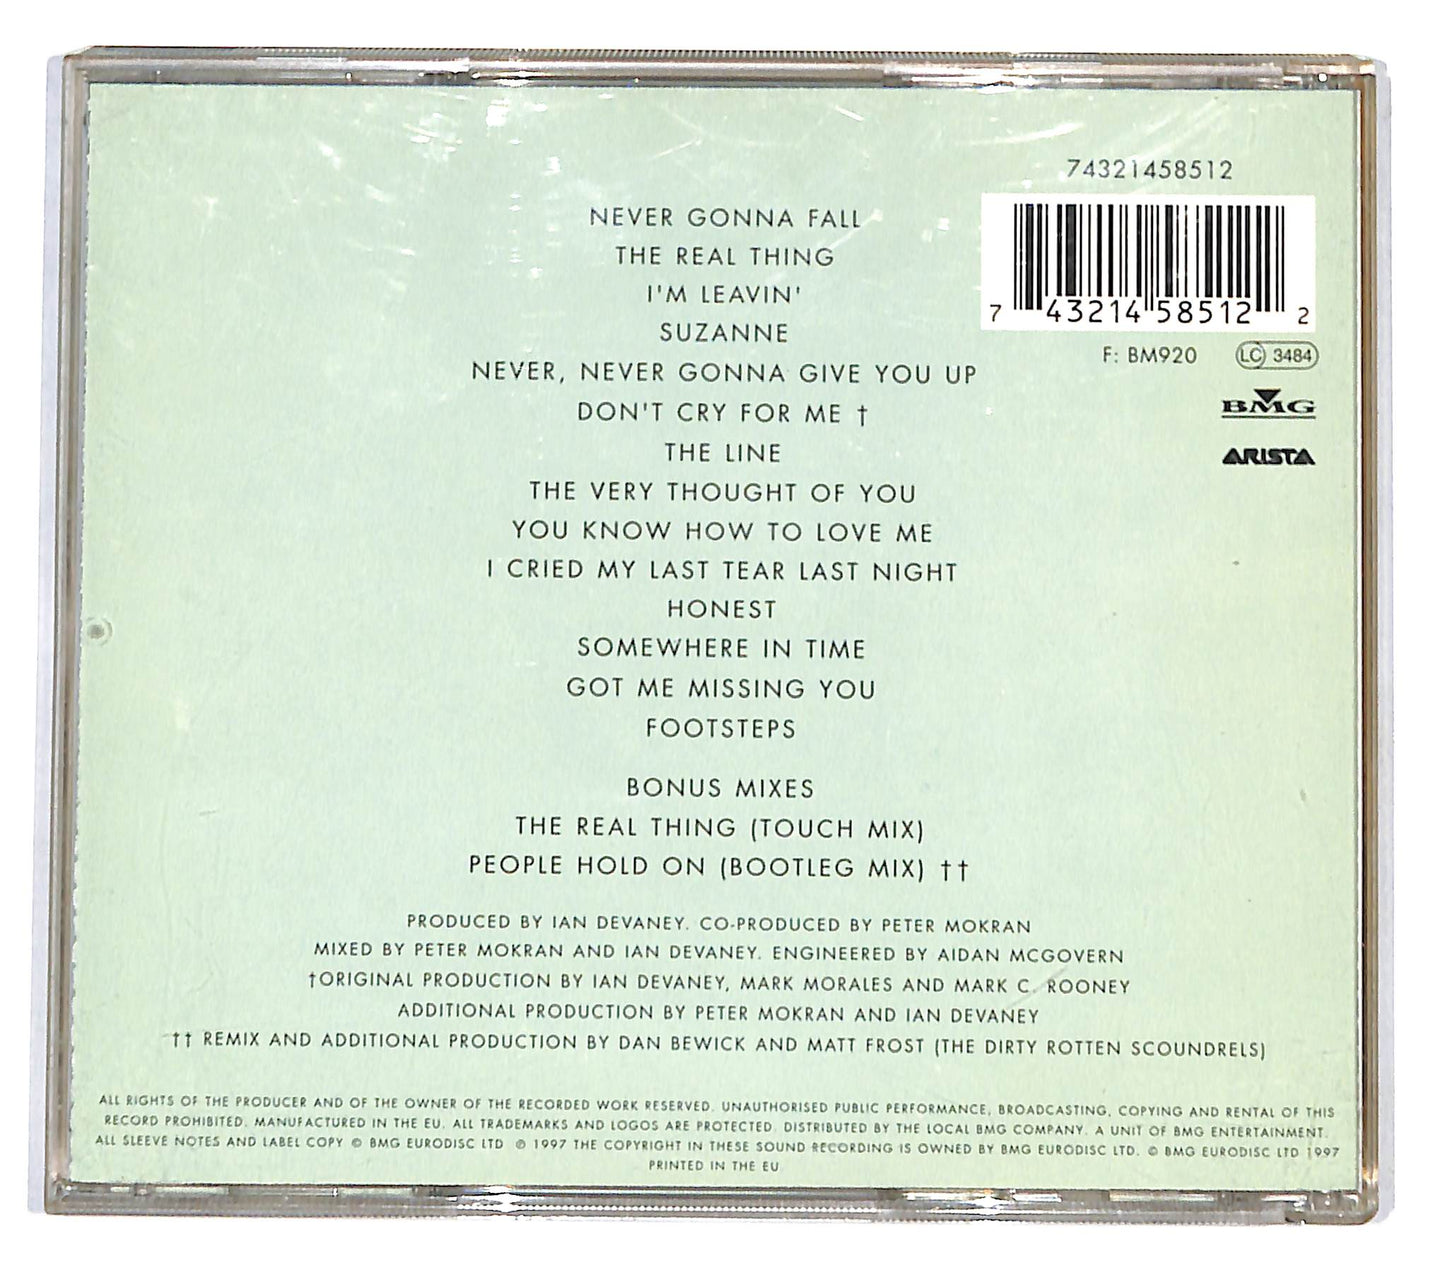 74321458512
NEVER GONNA FALL
THE REAL THING
I'M LEAVIN'
SUZANNE
NEVER, NEVER GONNA GIVE YOU UP
DON'T CRY FOR ME †
THE LINE
THE VERY THOUGHT OF YOU
YOU KNOW HOW TO LOVE ME
I CRIED MY LAST TEAR LAST NIGHT
HONEST
SOMEWHERE IN TIME
GOT ME MISSING YOU
FOOTSTEPS
BONUS MIXES
THE REAL THING (TOUCH MIX)
PEOPLE HOLD ON (BOOTLEG MIX) ††
7 43214 58512 2
F: BM920 LC 3484
BMG
ARISTA
PRODUCED BY IAN DEVANEY. CO-PRODUCED BY PETER MOKRAN
MIXED BY PETER MOKRAN AND IAN DEVANEY. ENGINEERED BY AIDAN MCGOVERN
†ORIGINAL PRODUCTION BY IAN DEVANEY, MARK MORALES AND MARK C. ROONEY
ADDITIONAL PRODUCTION BY PETER MOKRAN AND IAN DEVANEY
†† REMIX AND ADDITIONAL PRODUCTION BY DAN BEWICK AND MATT FROST (THE DIRTY ROTTEN SCOUNDRELS)
ALL RIGHTS OF THE PRODUCER AND OF THE OWNER OF THE RECORDED WORK RESERVED. UNAUTHORISED PUBLIC PERFORMANCE, BROADCASTING, COPYING AND RENTAL OF THIS
RECORD PROHIBITED. MANUFACTURED IN THE EU. ALL TRADEMARKS AND LOGOS ARE PROTECTED. DISTRIBUTED BY THE LOCAL BMG COMPANY. A UNIT OF BMG ENTERTAINMENT.
ALL SLEEVE NOTES AND LABEL COPY © BMG EURODISC LTD ℗ 1997 THE COPYRIGHT IN THESE SOUND RECORDING IS OWNED BY BMG EURODISC LTD. © BMG EURODISC LTD 1997
PRINTED IN THE EU